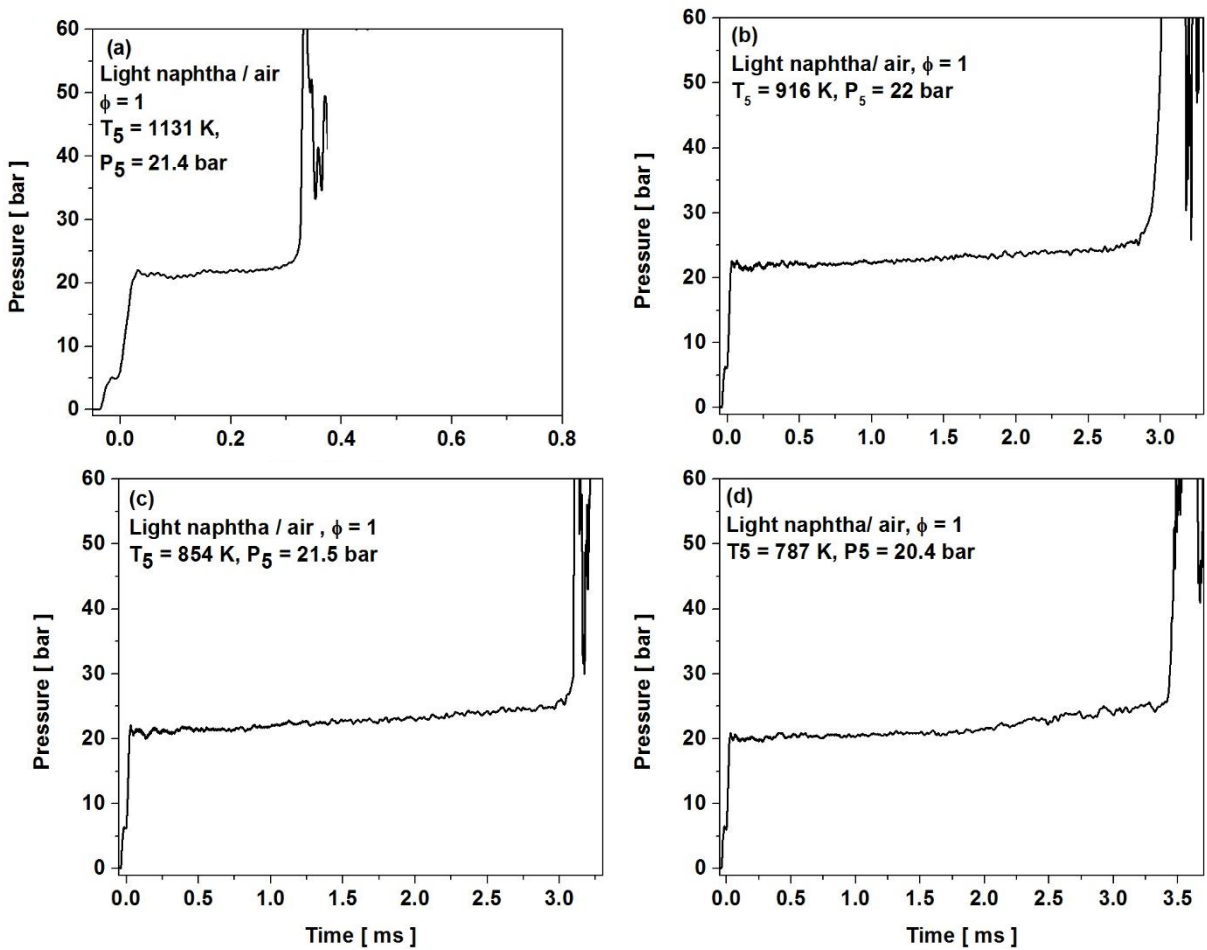 (a)
Light naphtha / air
ϕ = 1
T5 = 1131 K,
P5 = 21.4 bar
60
50
40
30
20
10
0
Pressure [ bar ]
0.0 0.2 0.4 0.6 0.8
(b)
Light naphtha/ air, ϕ = 1
T5 = 916 K, P5 = 22 bar
60
50
40
30
20
10
0
Pressure [ bar ]
0.0 0.5 1.0 1.5 2.0 2.5 3.0
(c)
Light naphtha / air , ϕ = 1
T5 = 854 K, P5 = 21.5 bar
60
50
40
30
20
10
0
Pressure [ bar ]
0.0 0.5 1.0 1.5 2.0 2.5 3.0
Time [ ms ]
(d)
Light naphtha/ air, ϕ = 1
T5 = 787 K, P5 = 20.4 bar
60
50
40
30
20
10
0
Pressure [ bar ]
0.0 0.5 1.0 1.5 2.0 2.5 3.0 3.5
Time [ ms ]